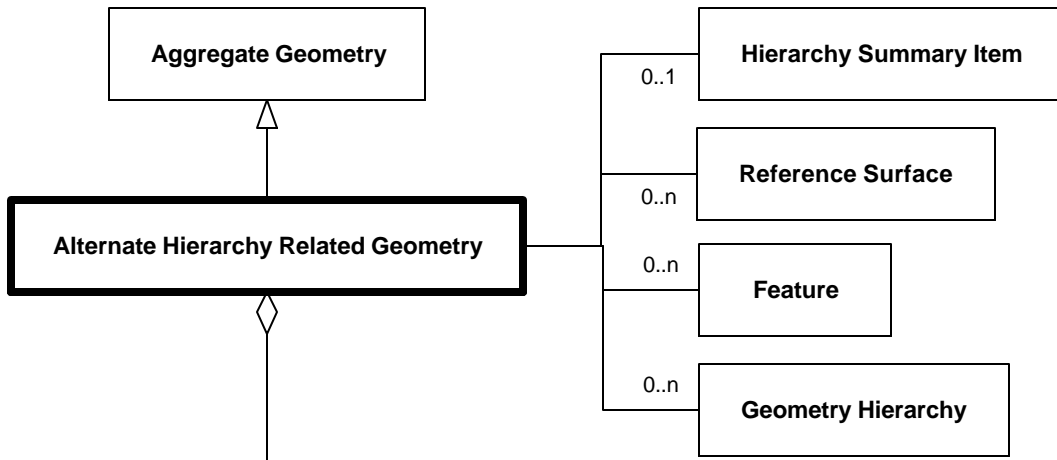 Aggregate Geometry
Hierarchy Summary Item
0..1
Reference Surface
0..n
Alternate Hierarchy Related Geometry
0..n
Feature
0..n
Geometry Hierarchy